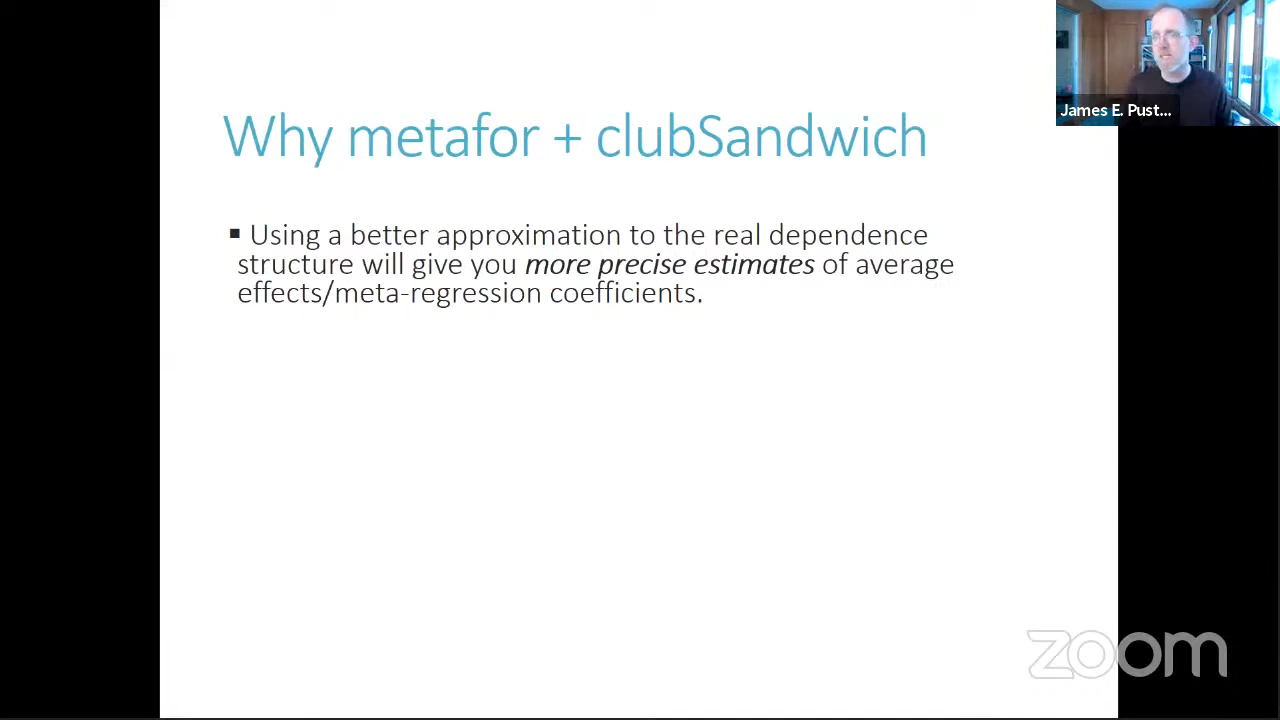 Why metafor + clubSandwich
▪ Using a better approximation to the real dependence
structure will give you more precise estimates of average
effects/meta-regression coefficients.
James E. Pust...
zoom